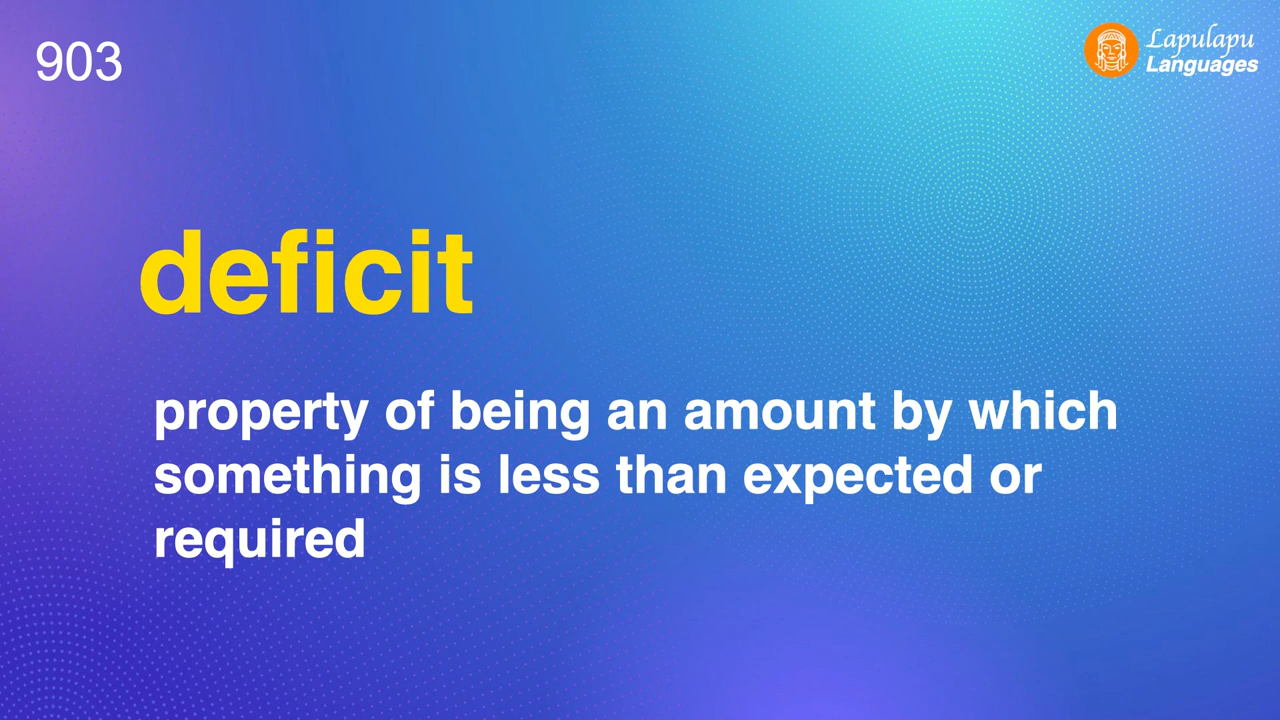 903
Lapulapu
Languages
deficit
property of being an amount by which
something is less than expected or
required